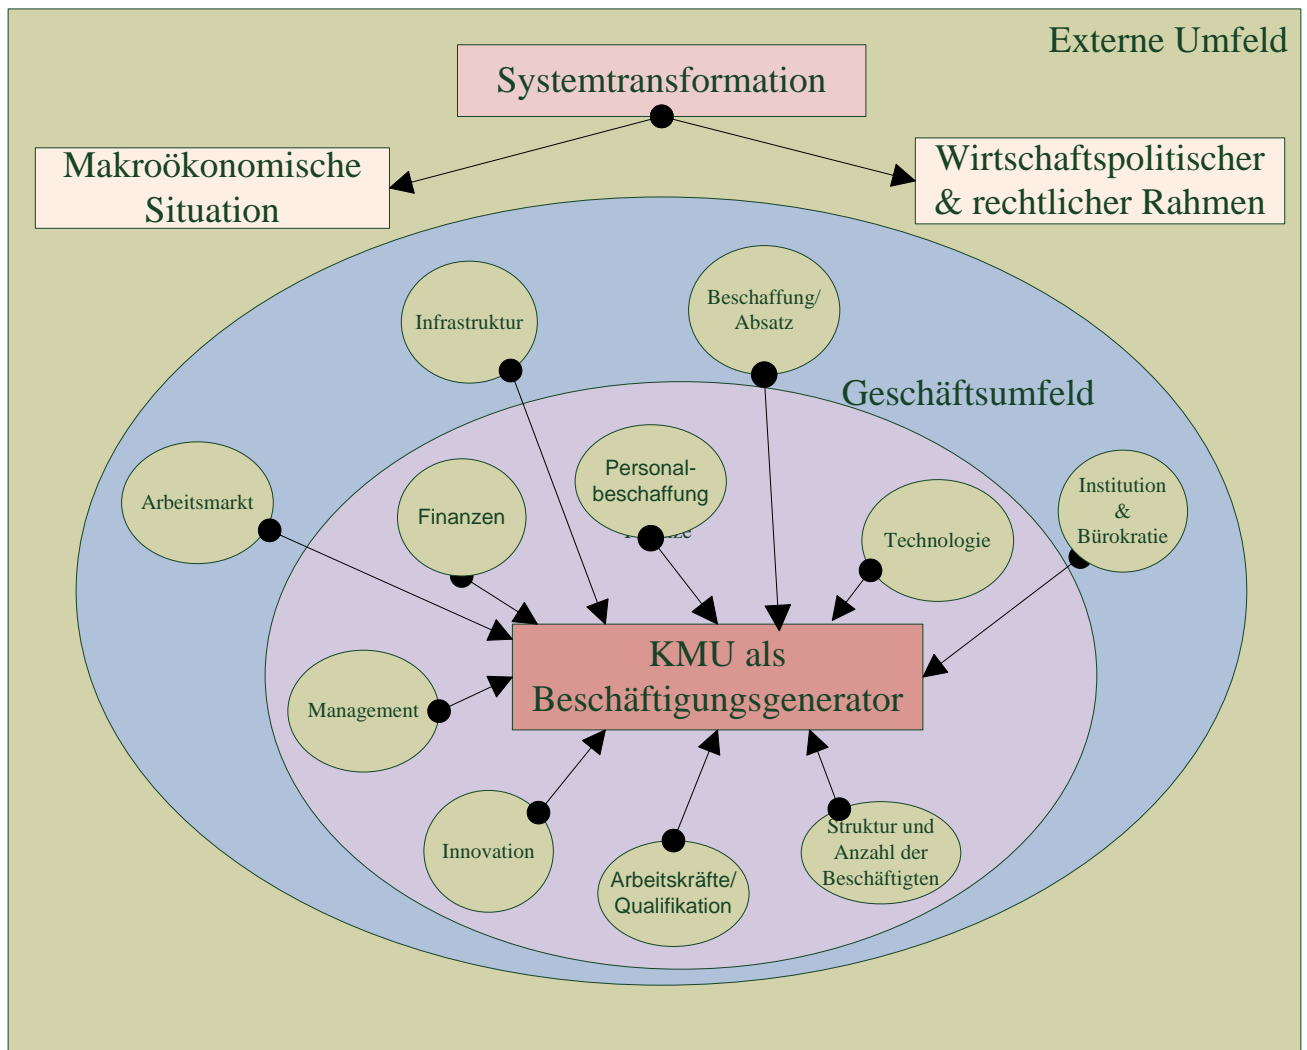 Externe Umfeld
Systemtransformation
Makroökonomische
Situation
Wirtschaftspolitischer
& rechtlicher Rahmen
Infrastruktur
Beschaffung/
Absatz
Geschäftsumfeld
Arbeitsmarkt
Finanzen
Personal-
beschaffung
Technologie
Institution
&
Bürokratie
KMU als
Beschäftigungsgenerator
Management
Innovation
Arbeitskräfte/
Qualifikation
Struktur und
Anzahl der
Beschäftigten